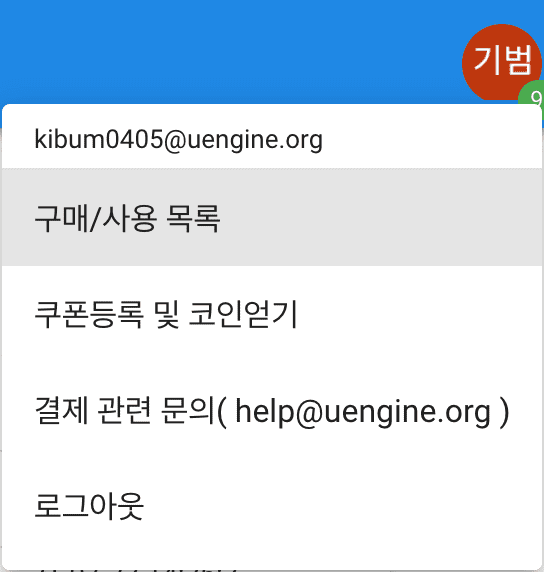 기범
9
kibum0405@uengine.org
구매/사용 목록
쿠폰등록 및 코인얻기
결제 관련 문의( help@uengine.org )
로그아웃